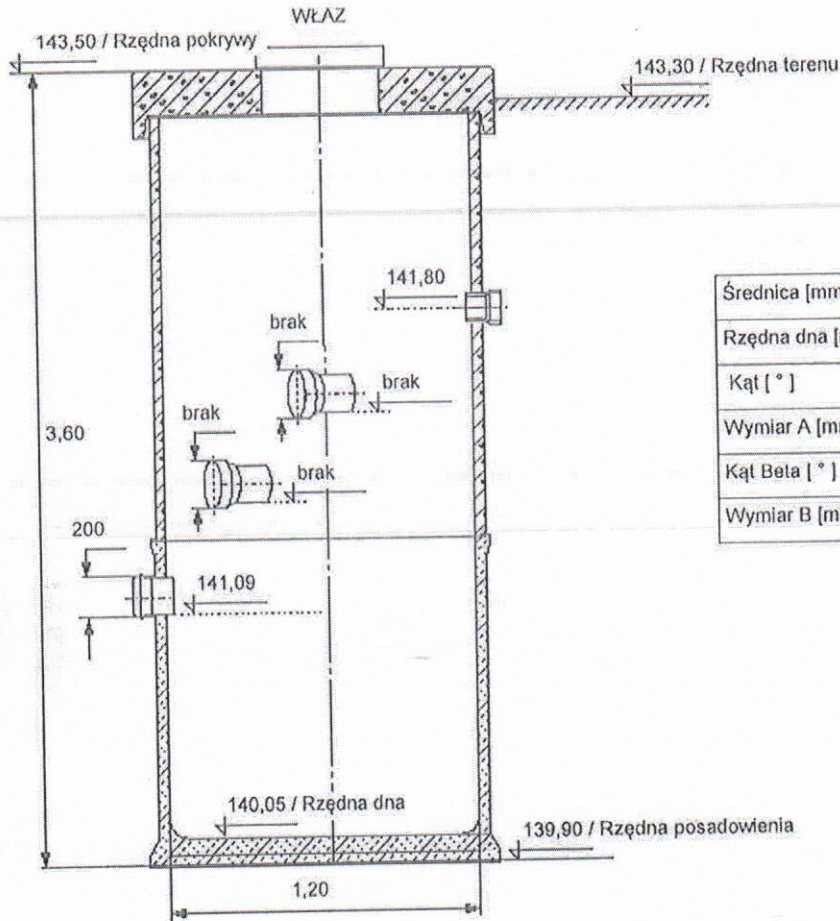 WŁAZ
143,50 / Rzędna pokrywy
143,30 / Rzędna terenu
141,80
brak
brak
3,60
brak
brak
200
141,09
140,05 / Rzędna dna
139,90 / Rzędna posadowienia
1,20
Średnica [mm
Rzędna dna [
Kąt [ ° ]
Wymiar A [m
Kąt Beta [ ° ]
Wymiar B [m